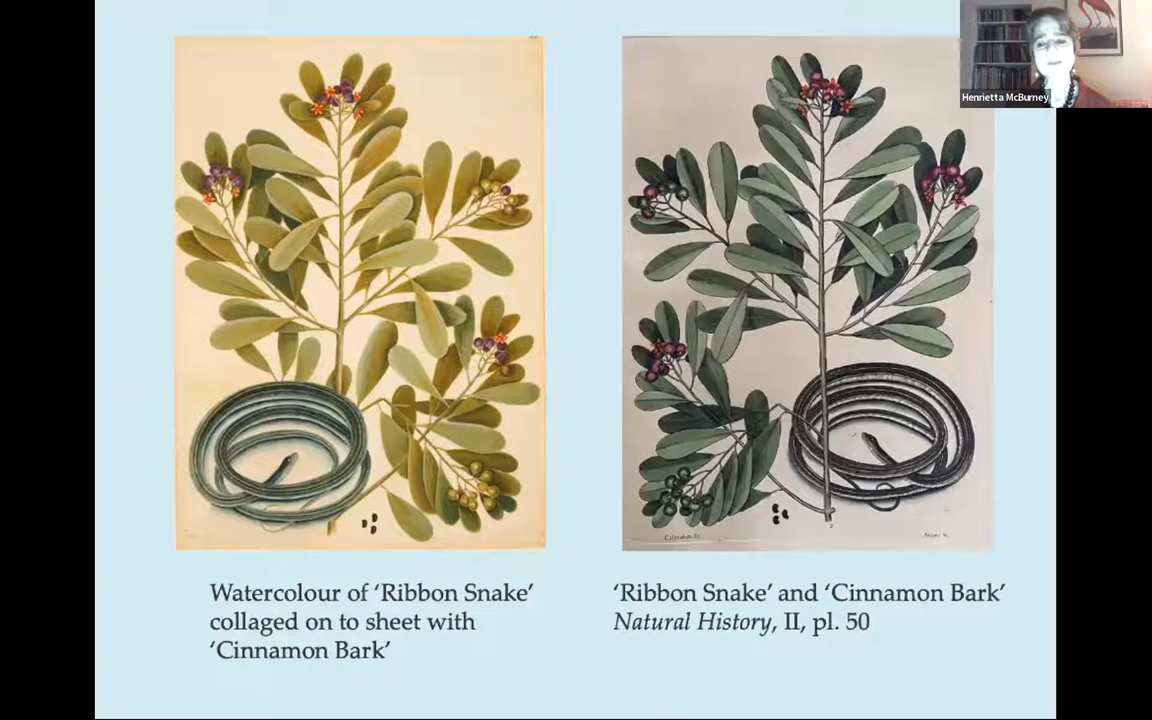 Henrietta McBurney
Watercolour of ‘Ribbon Snake’
collaged on to sheet with
‘Cinnamon Bark’
‘Ribbon Snake’ and ‘Cinnamon Bark’
Natural History, II, pl. 50